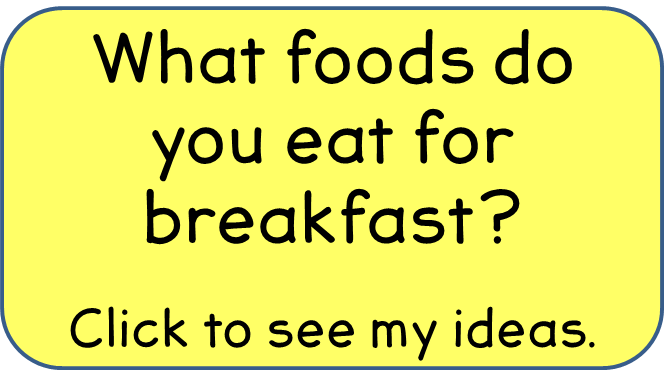 What foods do
you eat for
breakfast?
Click to see my ideas.